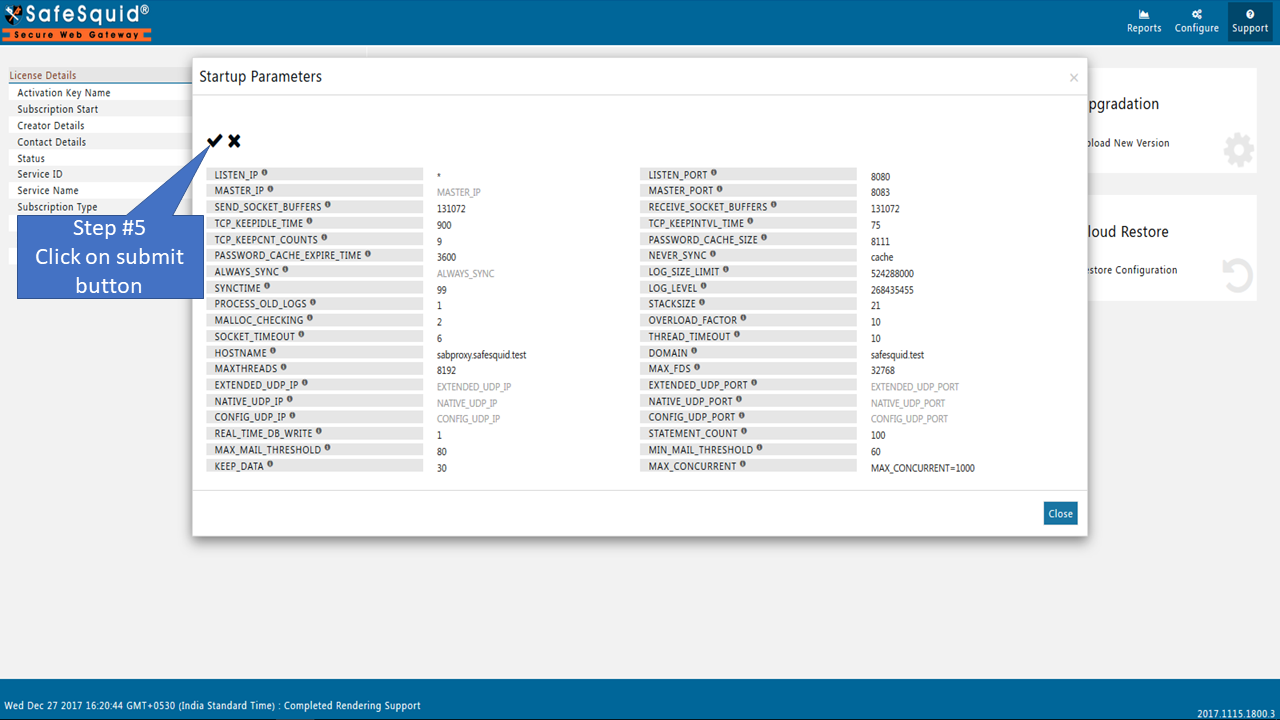 SafeSquid®
Secure Web Gateway
Reports
Configure
Support
License Details
Activation Key Name
Subscription Start
Creator Details
Contact Details
Status
Service ID
Service Name
Subscription Type
Step #5
Click on submit
button
Startup Parameters
×
LISTEN_IP * LISTEN_PORT 8080
MASTER_IP MASTER_IP MASTER_PORT 8083
SEND_SOCKET_BUFFERS 131072 RECEIVE_SOCKET_BUFFERS 131072
TCP_KEEPIDLE_TIME 900 TCP_KEEPINTVL_TIME 75
TCP_KEEPCNT_COUNTS 9 PASSWORD_CACHE_SIZE 8111
PASSWORD_CACHE_EXPIRE_TIME 3600 NEVER_SYNC cache
ALWAYS_SYNC ALWAYS_SYNC LOG_SIZE_LIMIT 524288000
SYNCTIME 99 LOG_LEVEL 268435455
PROCESS_OLD_LOGS 1 STACKSIZE 21
MALLOC_CHECKING 2 OVERLOAD_FACTOR 10
SOCKET_TIMEOUT 6 THREAD_TIMEOUT 10
HOSTNAME sabproxy.safesquid.test DOMAIN safesquid.test
MAXTHREADS 8192 MAX_FDS 32768
EXTENDED_UDP_IP EXTENDED_UDP_IP EXTENDED_UDP_PORT EXTENDED_UDP_PORT
NATIVE_UDP_IP NATIVE_UDP_IP NATIVE_UDP_PORT NATIVE_UDP_PORT
CONFIG_UDP_IP CONFIG_UDP_IP CONFIG_UDP_PORT CONFIG_UDP_PORT
REAL_TIME_DB_WRITE 1 STATEMENT_COUNT 100
MAX_MAIL_THRESHOLD 80 MIN_MAIL_THRESHOLD 60
KEEP_DATA 30 MAX_CONCURRENT MAX_CONCURRENT=1000
Close
pgradation
pload New Version
loud Restore
estore Configuration
Wed Dec 27 2017 16:20:44 GMT+0530 (India Standard Time) : Completed Rendering Support
2017.1115.1800.3